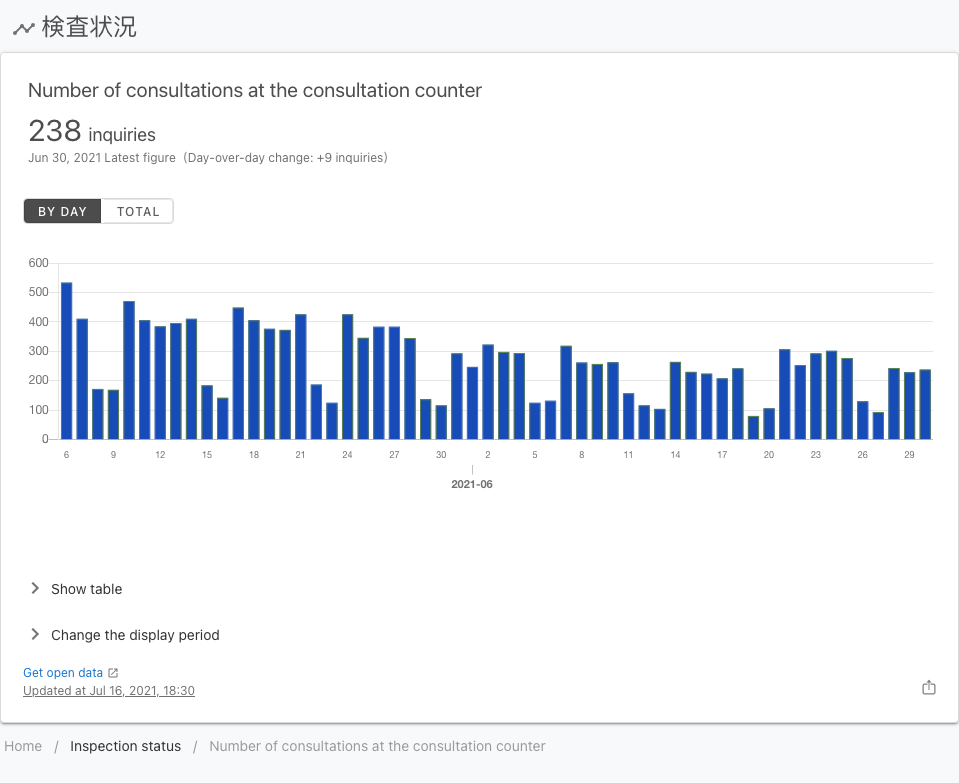 検査状況
Number of consultations at the consultation counter
238 inquiries
Jun 30, 2021 Latest figure (Day-over-day change: +9 inquiries)
BY DAY TOTAL
600
500
400
300
200
100
0
6 9 12 15 18 21 24 27 30 2 5 8 11 14 17 20 23 26 29
2021-06
Show table
Change the display period
Get open data
Updated at Jul 16, 2021, 18:30
Home / Inspection status / Number of consultations at the consultation counter